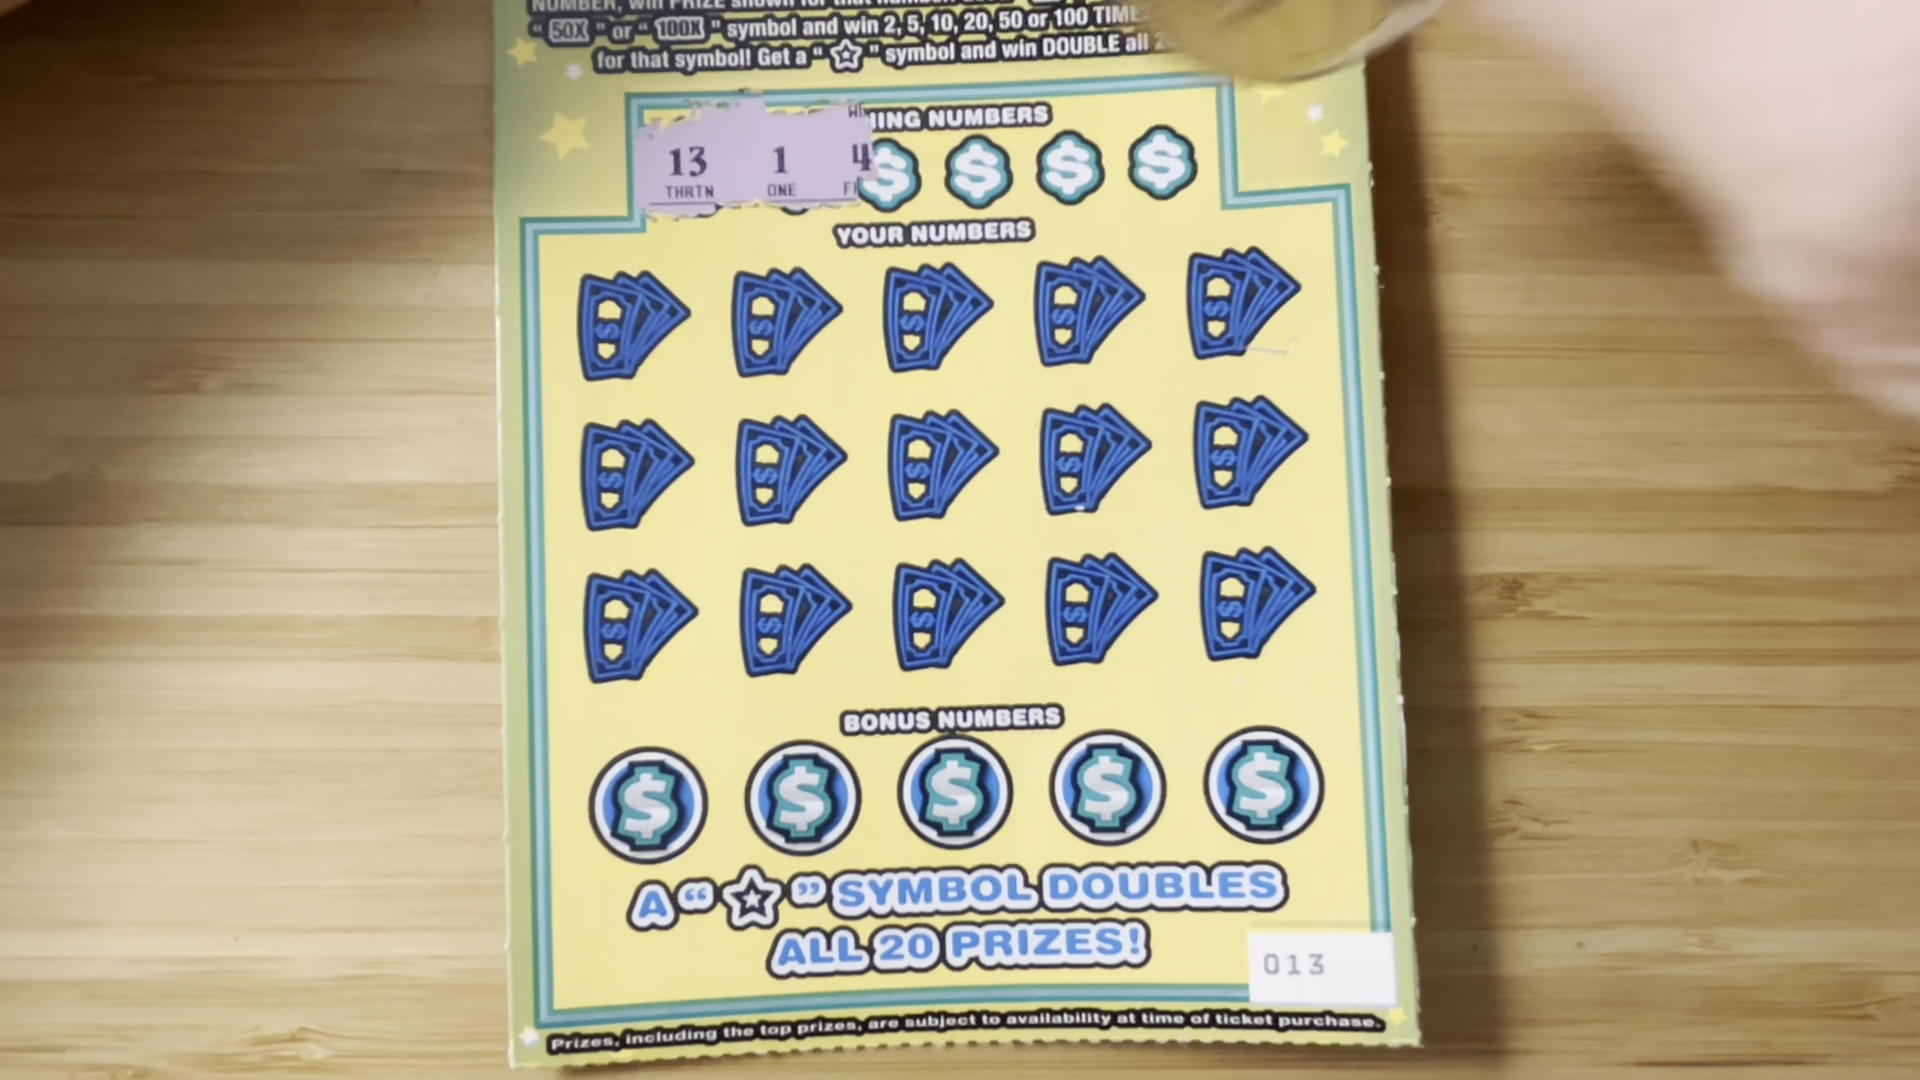 " 50X " or " 100X " symbol and win 2, 5, 10, 20, 50 or 100
for that symbol! Get a " ☆ " symbol and win DOUBLE all
NUMBERS
13 1 4
THRTN ONE
YOUR NUMBERS
BONUS NUMBERS
A "☆" SYMBOL DOUBLES
ALL 20 PRIZES!
013
Prizes, including the top prizes, are subject to availability at time of ticket purchase.